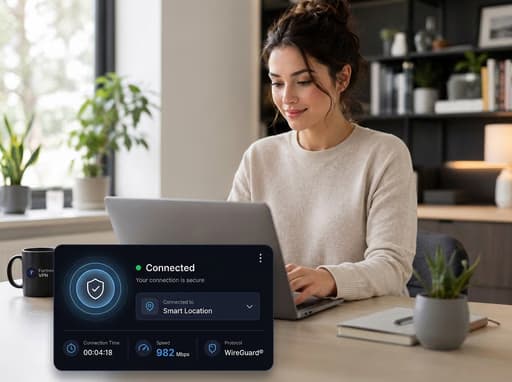 VPN
Connected
Your connection is secure
Connected to
Smart Location
Connection Time
00:04:18
Speed
982 Mbps
Protocol
WireGuard®